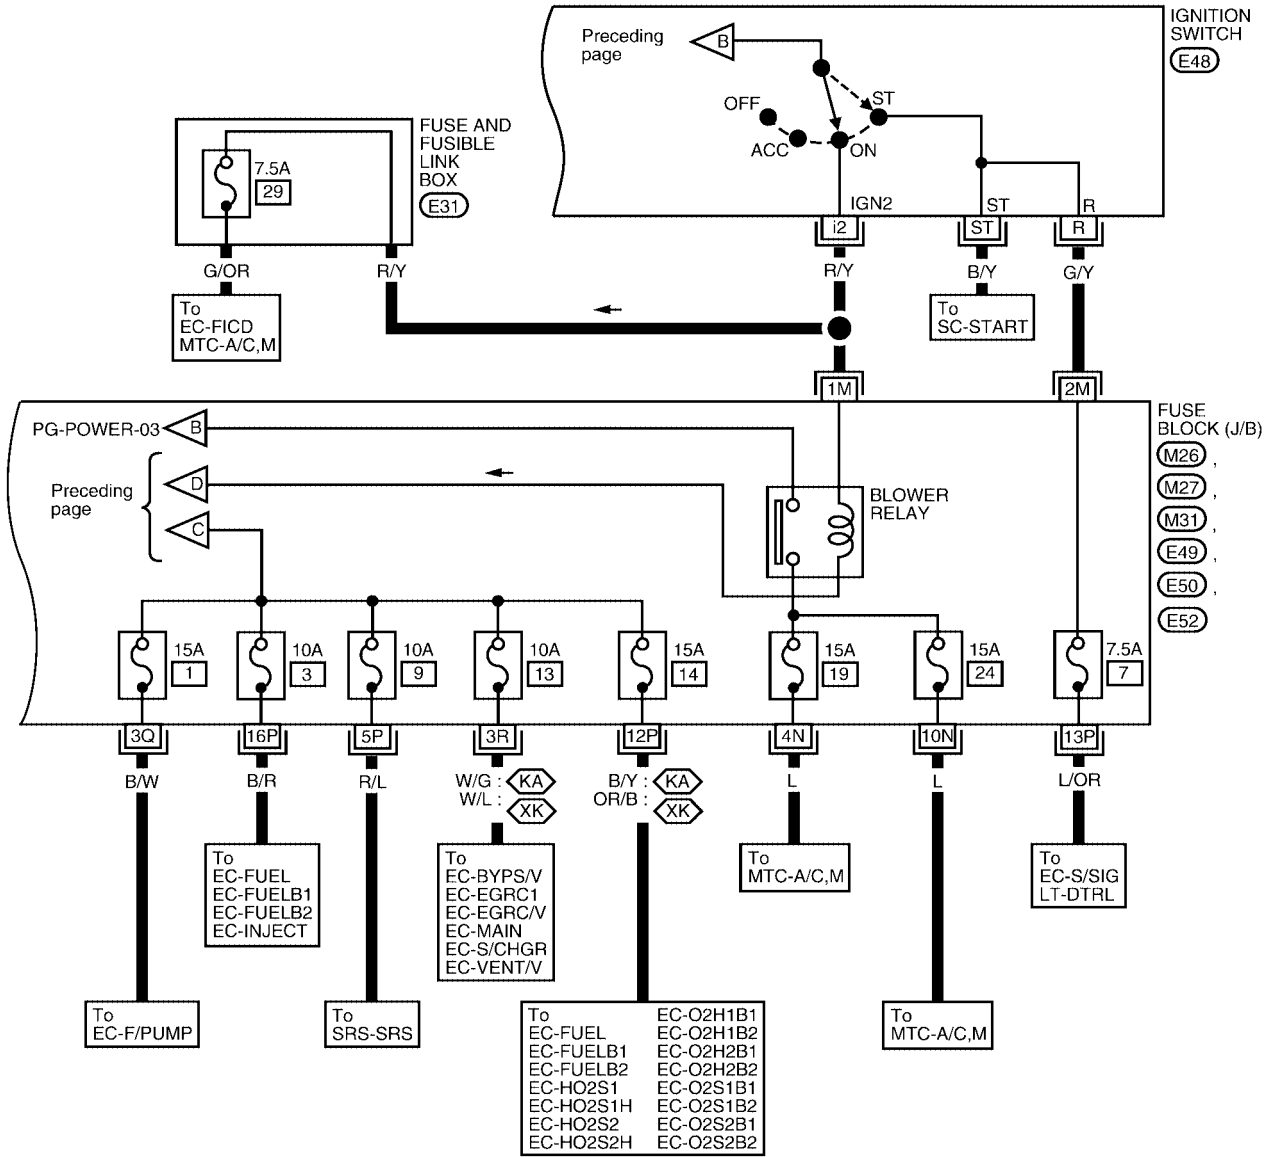 IGNITION
SWITCH
E48
Preceding
page
B
ST
OFF
ACC
ON
IGN2
ST
R
i2
ST
R
FUSE AND
FUSIBLE
LINK
BOX
E31
7.5A
29
G/OR
R/Y
R/Y
B/Y
G/Y
To
EC-FICD
MTC-A/C,M
To
SC-START
1M
2M
FUSE
BLOCK (J/B)
M26 ,
M27 ,
M31 ,
E49 ,
E50 ,
E52
PG-POWER-03
B
Preceding
page
D
C
BLOWER
RELAY
15A
1
10A
3
10A
9
10A
13
15A
14
15A
19
15A
24
7.5A
7
3Q
16P
5P
3R
12P
4N
10N
13P
B/W
B/R
R/L
W/G : KA
W/L : XK
B/Y : KA
OR/B : XK
L
L
L/OR
To
EC-FUEL
EC-FUELB1
EC-FUELB2
EC-INJECT
To
EC-BYPS/V
EC-EGRC1
EC-EGRC/V
EC-MAIN
EC-S/CHGR
EC-VENT/V
To
MTC-A/C,M
To
EC-S/SIG
LT-DTRL
To
EC-F/PUMP
To
SRS-SRS
To
EC-FUEL
EC-FUELB1
EC-FUELB2
EC-HO2S1
EC-HO2S1H
EC-HO2S2
EC-HO2S2H
EC-O2H1B1
EC-O2H1B2
EC-O2H2B1
EC-O2H2B2
EC-O2S1B1
EC-O2S1B2
EC-O2S2B1
EC-O2S2B2
To
MTC-A/C,M